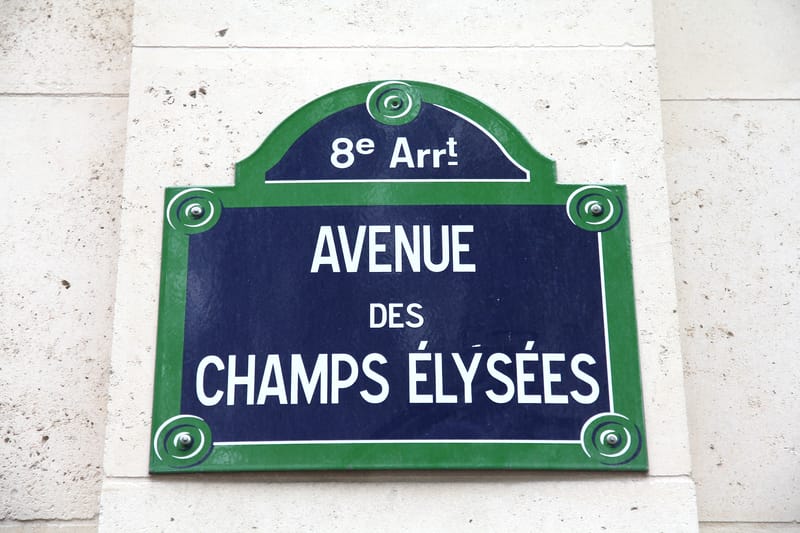 8e Arrt
AVENUE
DES
CHAMPS ÉLYSÉES